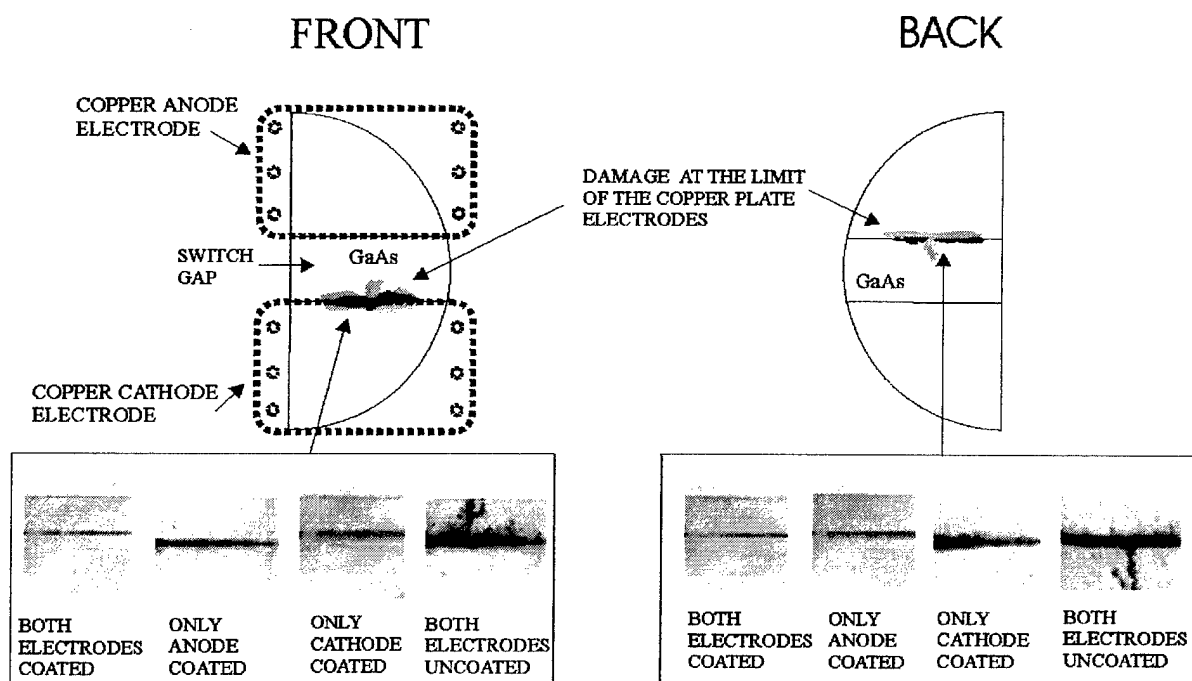 FRONT
BACK
COPPER ANODE
ELECTRODE
DAMAGE AT THE LIMIT
OF THE COPPER PLATE
ELECTRODES
SWITCH
GAP
GaAs
GaAs
COPPER CATHODE
ELECTRODE
BOTH
ELECTRODES
COATED
ONLY
ANODE
COATED
ONLY
CATHODE
COATED
BOTH
ELECTRODES
UNCOATED
BOTH
ELECTRODES
COATED
ONLY
ANODE
COATED
ONLY
CATHODE
COATED
BOTH
ELECTRODES
UNCOATED